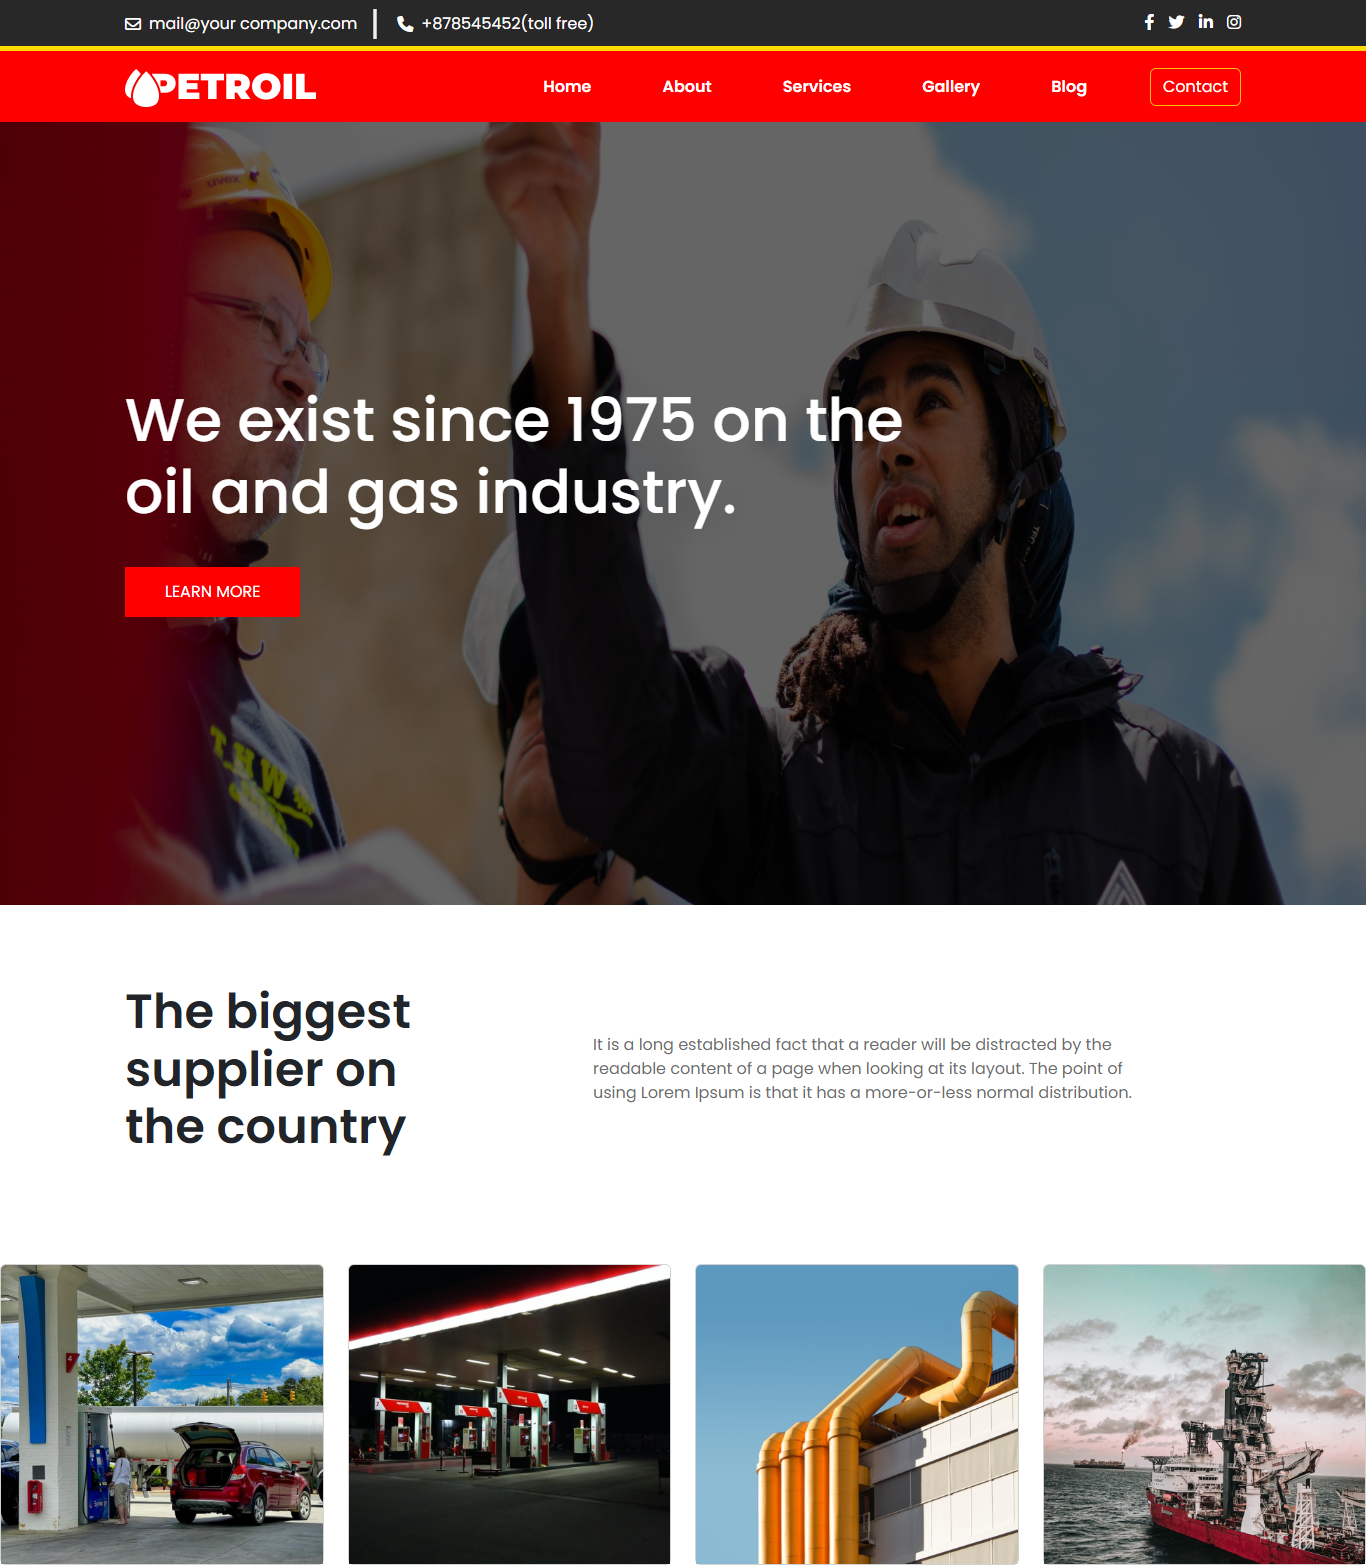 mail@your company.com
+878545452(toll free)
PETROIL
Home
About
Services
Gallery
Blog
Contact
uvex
We exist since 1975 on the
oil and gas industry.
LEARN MORE
The biggest
supplier on
the country
It is a long established fact that a reader will be distracted by the
readable content of a page when looking at its layout. The point of
using Lorem Ipsum is that it has a more-or-less normal distribution.
4